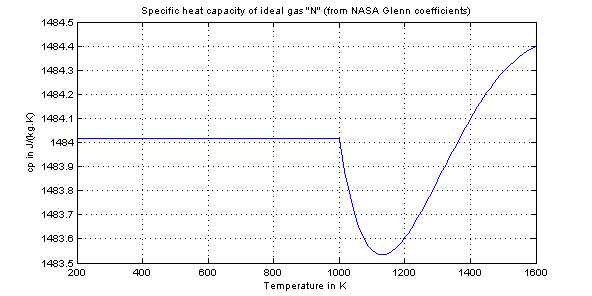 Specific heat capacity of ideal gas "N" (from NASA Glenn coefficients)
1484.5
1484.4
1484.3
1484.2
1484.1
1484
1483.9
1483.8
1483.7
1483.6
1483.5
cp in J/(kg.K)
200 400 600 800 1000 1200 1400 1600
Temperature in K